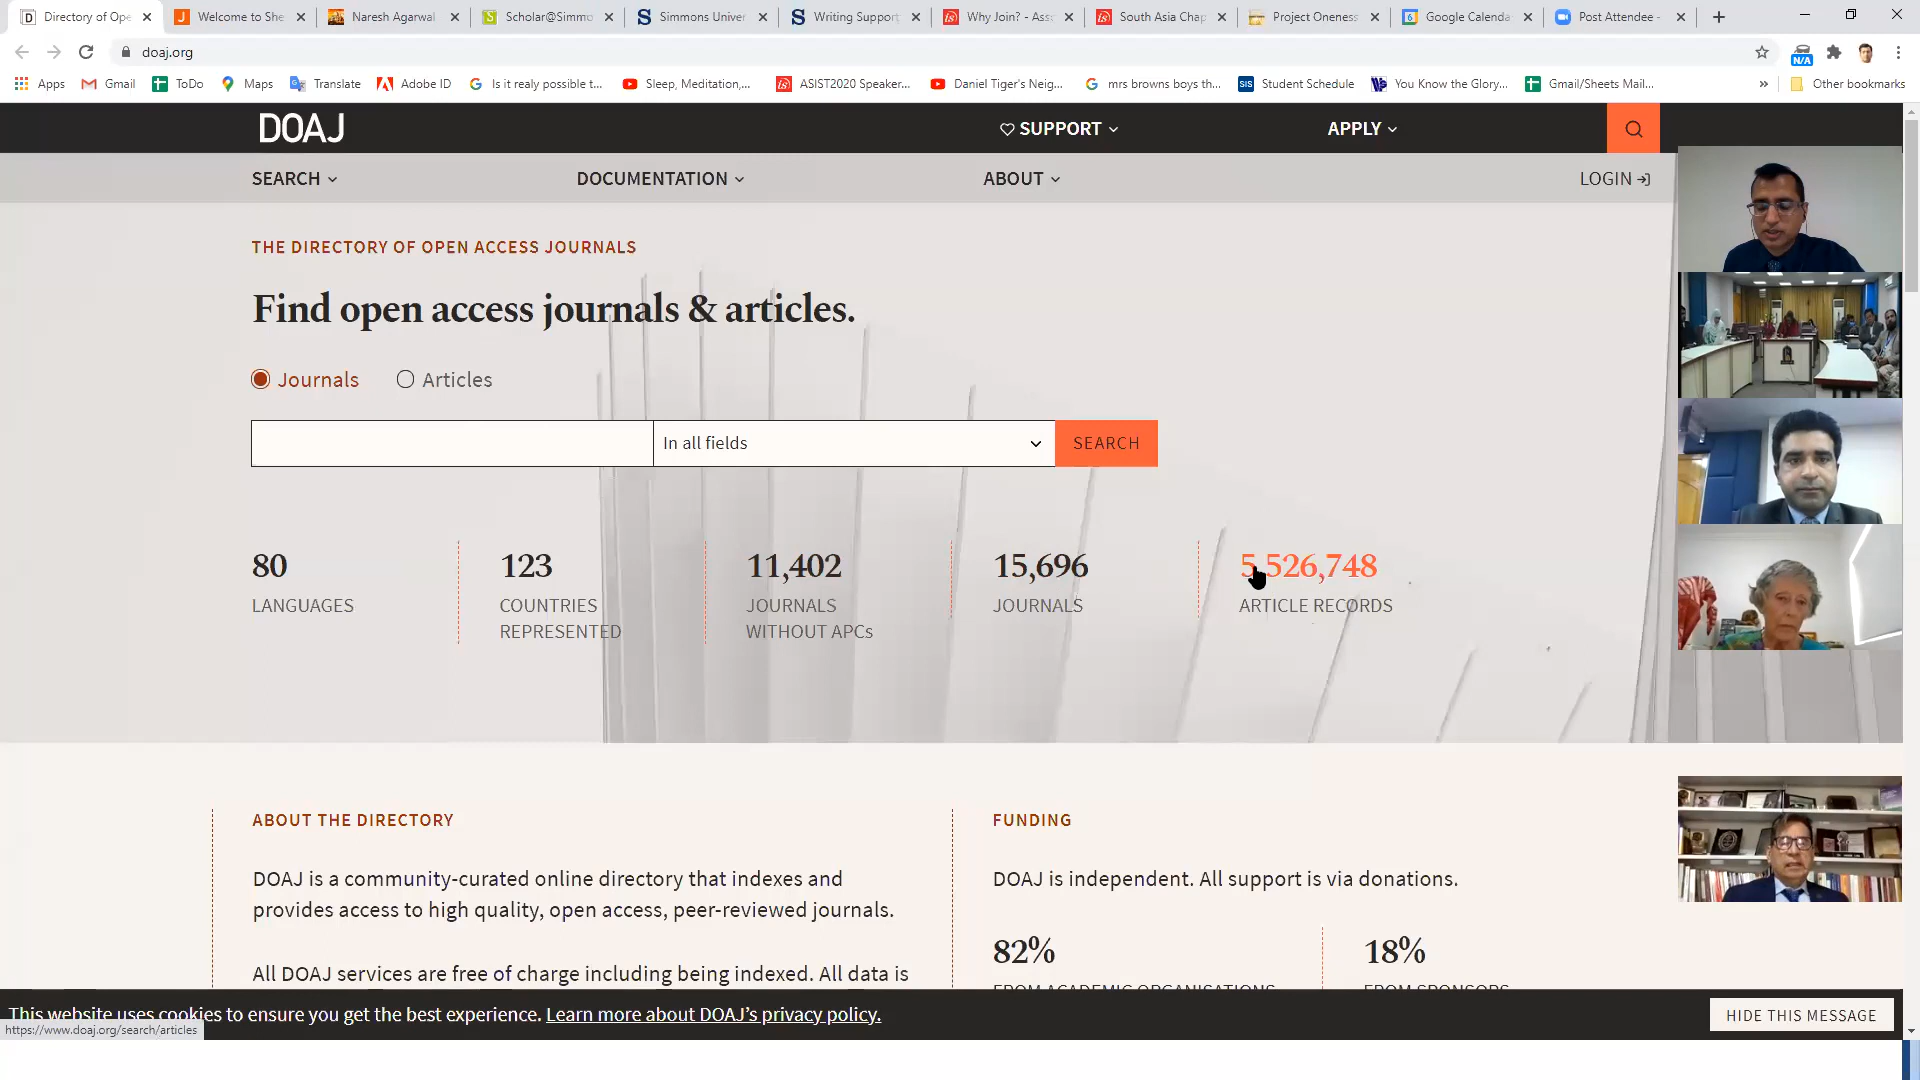 Directory of Ope
Welcome to She
Naresh Agarwal
Scholar@Simmo
Simmons Univer
Writing Support
Why Join? - Ass
South Asia Chap
Project Oneness
Google Calenda
Post Attendee -
doaj.org
N/A
Apps
Gmail
ToDo
Maps
Translate
Adobe ID
Is it realy possible t...
Sleep, Meditation,...
ASIST2020 Speaker...
Daniel Tiger's Neig...
mrs browns boys th...
Student Schedule
You Know the Glory...
Gmail/Sheets Mail...
»
Other bookmarks
DOAJ
SUPPORT
APPLY
SEARCH
DOCUMENTATION
ABOUT
LOGIN
THE DIRECTORY OF OPEN ACCESS JOURNALS
Find open access journals & articles.
Journals
Articles
In all fields
SEARCH
80
LANGUAGES
123
COUNTRIES
REPRESENTED
11,402
JOURNALS
WITHOUT APCs
15,696
JOURNALS
5,526,748
ARTICLE RECORDS
ABOUT THE DIRECTORY
DOAJ is a community-curated online directory that indexes and
provides access to high quality, open access, peer-reviewed journals.
All DOAJ services are free of charge including being indexed. All data is
FUNDING
DOAJ is independent. All support is via donations.
82%
FROM ACADEMIC ORGANISATIONS
18%
FROM SPONSORS
This website uses cookies to ensure you get the best experience. Learn more about DOAJ's privacy policy.
HIDE THIS MESSAGE
https://www.doaj.org/search/articles